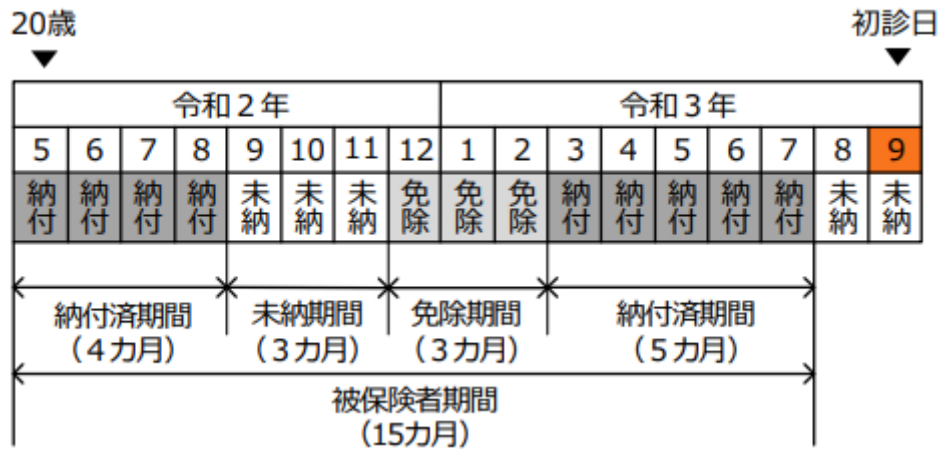 20歳 初診日
▼ ▼
令和2年 令和3年
5 6 7 8 9 10 11 12 1 2 3 4 5 6 7 8 9
納付 納付 納付 納付 未納 未納 未納 免除 免除 免除 納付 納付 納付 納付 納付 未納 未納
納付済期間 未納期間 免除期間 納付済期間
(4カ月) (3カ月) (3カ月) (5カ月)
被保険者期間
(15カ月)